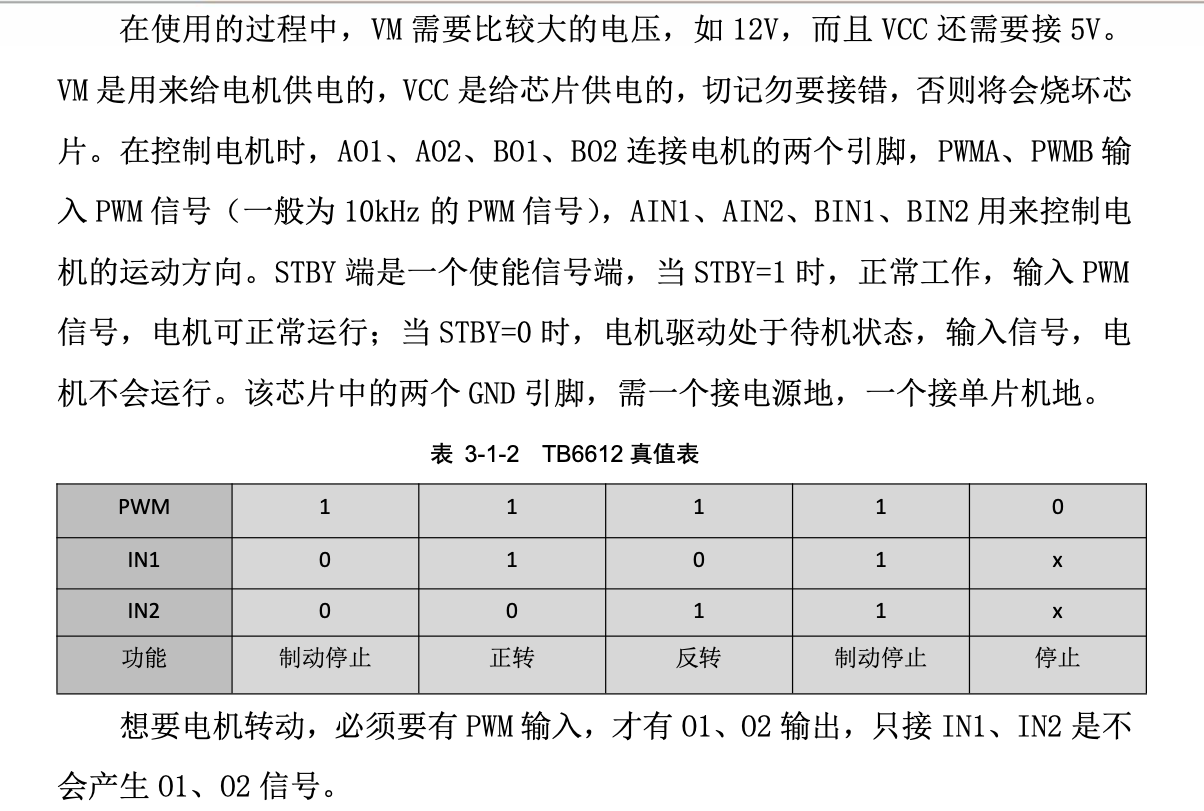 在使用的过程中，VM 需要比较大的电压，如 12V，而且 VCC 还需要接 5V。
VM 是用来给电机供电的，VCC 是给芯片供电的，切记勿要接错，否则将会烧坏芯
片。在控制电机时，AO1、AO2、BO1、BO2 连接电机的两个引脚，PWMA、PWMB 输
入 PWM 信号（一般为 10kHz 的 PWM 信号），AIN1、AIN2、BIN1、BIN2 用来控制电
机的运动方向。STBY 端是一个使能信号端，当 STBY=1 时，正常工作，输入 PWM
信号，电机可正常运行；当 STBY=0 时，电机驱动处于待机状态，输入信号，电
机不会运行。该芯片中的两个 GND 引脚，需一个接电源地，一个接单片机地。
表 3-1-2 TB6612 真值表
PWM 1 1 1 1 0
IN1 0 1 0 1 x
IN2 0 0 1 1 x
功能 制动停止 正转 反转 制动停止 停止
想要电机转动，必须要有 PWM 输入，才有 O1、O2 输出，只接 IN1、IN2 是不
会产生 O1、O2 信号。